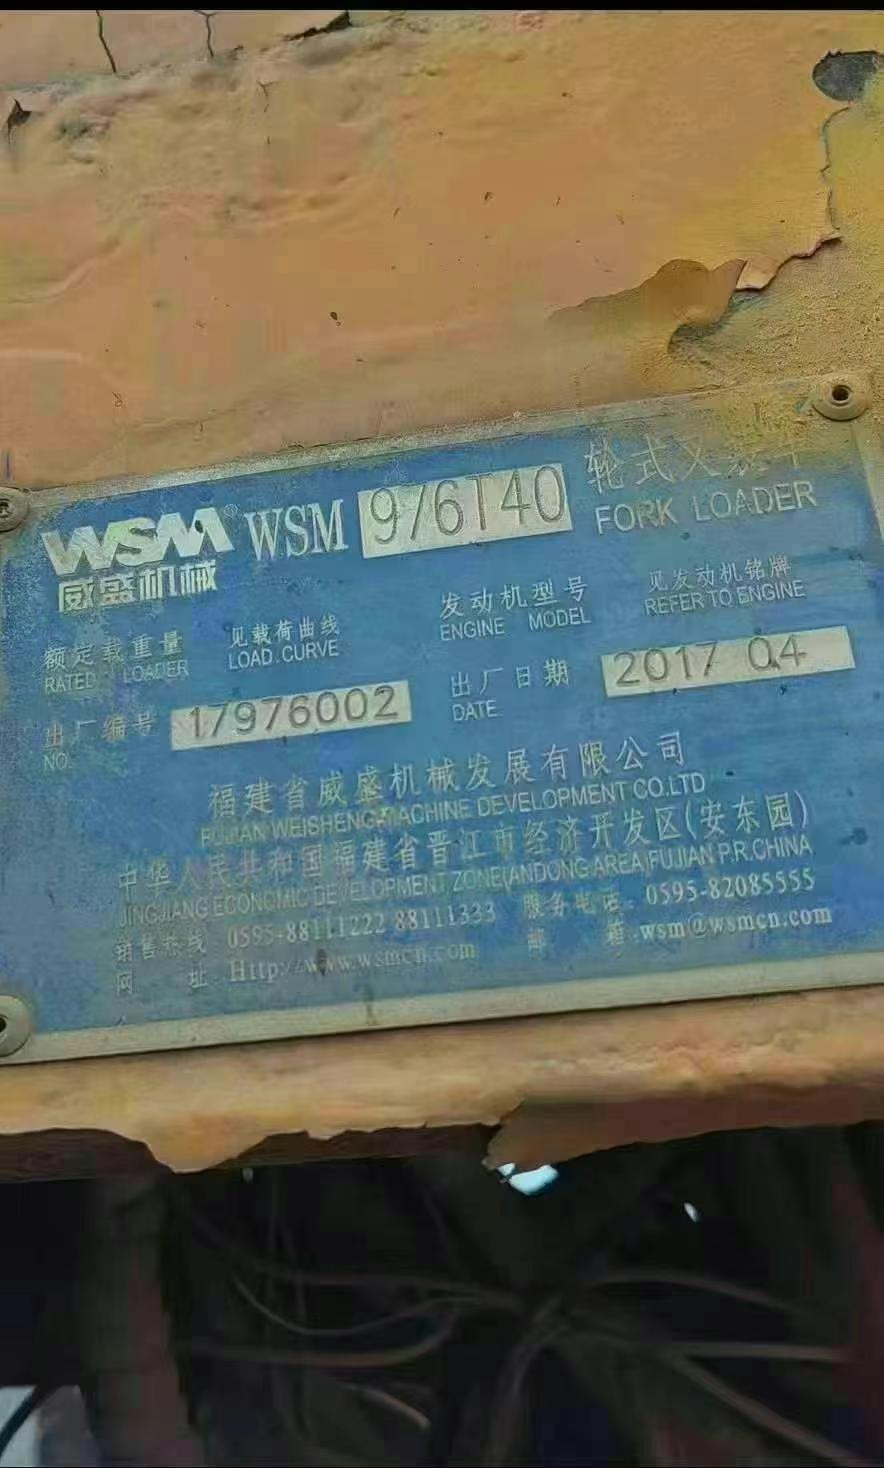 WSM® WSM 976T40 轮式叉装车
威盛机械 FORK LOADER
额定载重量 见载荷曲线 发动机型号 见发动机铭牌
RATED LOADER LOAD CURVE ENGINE MODEL REFER TO ENGINE
出厂编号 17976002 出厂日期 2017 04
NO. DATE
福建省威盛机械发展有限公司
FUJIAN WEISHENG MACHINE DEVELOPMENT CO.LTD
中华人民共和国福建省晋江市经济开发区(安东园)
JINGJIANG ECONOMIC DEVELOPMENT ZONE(ANDONG AREA)FUJIAN P.R.CHINA
销售热线 0595-88111222 88111333 服务电话: 0595-82085555
网 址: Http://www.wsmcn.com 邮 箱:wsm@wsmcn.com